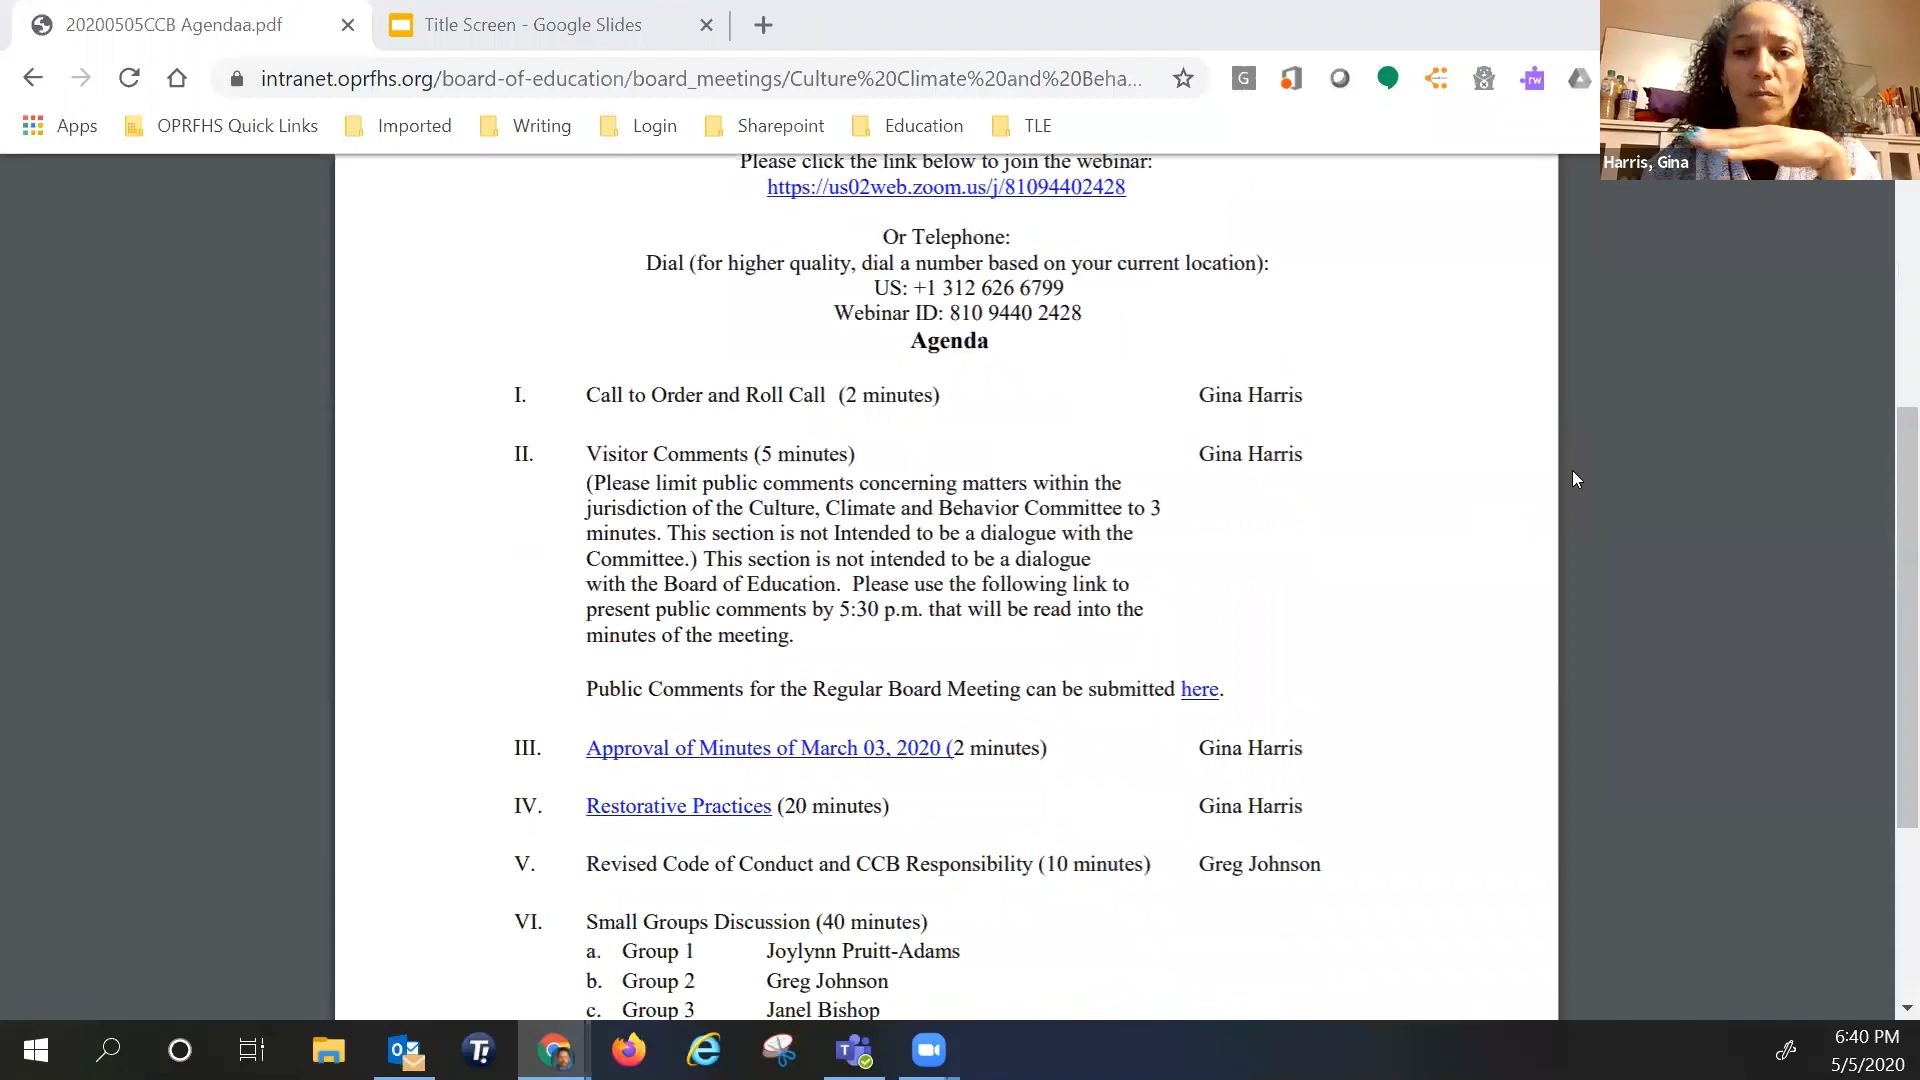 20200505CCB Agendaa.pdf
Title Screen - Google Slides
intranet.oprfhs.org/board-of-education/board_meetings/Culture%20Climate%20and%20Beha...
Apps
OPRFHS Quick Links
Imported
Writing
Login
Sharepoint
Education
TLE
Harris, Gina
Please click the link below to join the webinar:
https://us02web.zoom.us/j/81094402428
Or Telephone:
Dial (for higher quality, dial a number based on your current location):
US: +1 312 626 6799
Webinar ID: 810 9440 2428
Agenda
I. Call to Order and Roll Call (2 minutes) Gina Harris
II. Visitor Comments (5 minutes) Gina Harris
(Please limit public comments concerning matters within the
jurisdiction of the Culture, Climate and Behavior Committee to 3
minutes. This section is not Intended to be a dialogue with the
Committee.) This section is not intended to be a dialogue
with the Board of Education. Please use the following link to
present public comments by 5:30 p.m. that will be read into the
minutes of the meeting.
Public Comments for the Regular Board Meeting can be submitted here.
III. Approval of Minutes of March 03, 2020 (2 minutes) Gina Harris
IV. Restorative Practices (20 minutes) Gina Harris
V. Revised Code of Conduct and CCB Responsibility (10 minutes) Greg Johnson
VI. Small Groups Discussion (40 minutes)
a. Group 1 Joylynn Pruitt-Adams
b. Group 2 Greg Johnson
c. Group 3 Janel Bishop
6:40 PM
5/5/2020